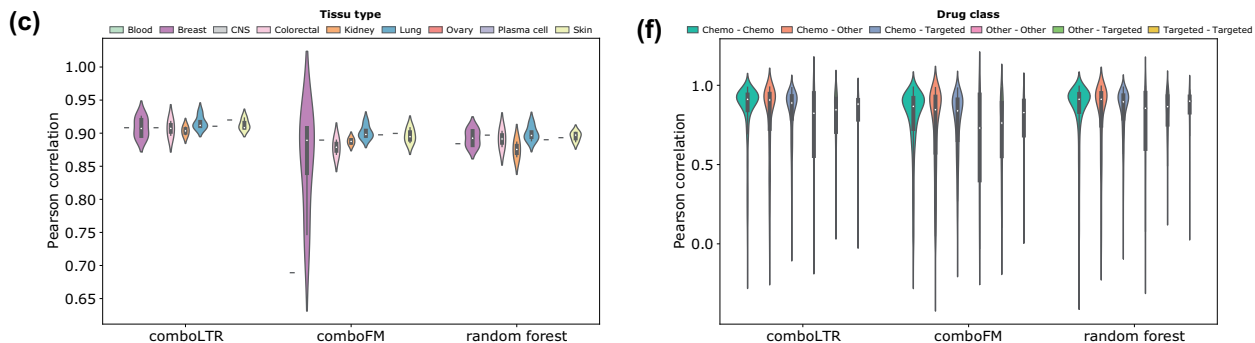 (c)
Tissu type
Blood Breast CNS Colorectal Kidney Lung Ovary Plasma cell Skin
Pearson correlation
1.00
0.95
0.90
0.85
0.80
0.75
0.70
0.65
comboLTR comboFM random forest
(f)
Drug class
Chemo - Chemo Chemo - Other Chemo - Targeted Other - Other Other - Targeted Targeted - Targeted
Pearson correlation
1.0
0.5
0.0
comboLTR comboFM random forest